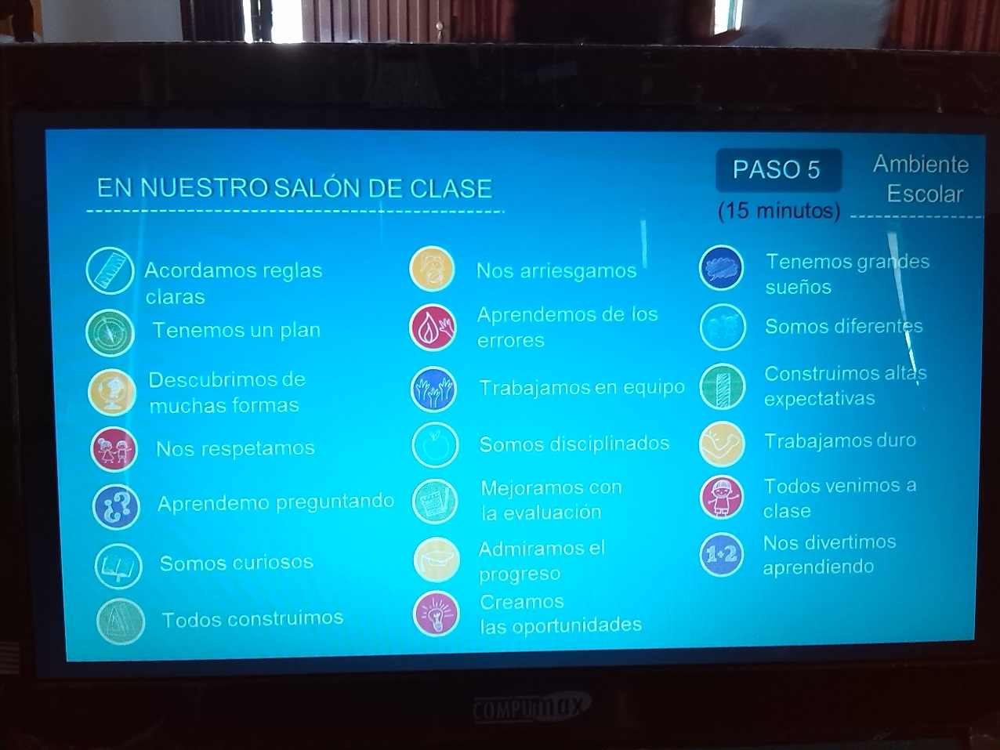 EN NUESTRO SALÓN DE CLASE
PASO 5
(15 minutos)
Ambiente
Escolar
Acordamos reglas
claras
Tenemos un plan
Descubrimos de
muchas formas
Nos respetamos
¿?
Aprendemo preguntando
Somos curiosos
Todos construimos
Nos arriesgamos
Aprendemos de los
errores
Trabajamos en equipo
Somos disciplinados
Mejoramos con
la evaluación
Admiramos el
progreso
Creamos
las oportunidades
Tenemos grandes
sueños
Somos diferentes
Construimos altas
expectativas
Trabajamos duro
Todos venimos a
clase
1+2
Nos divertimos
aprendiendo
COMPUmax